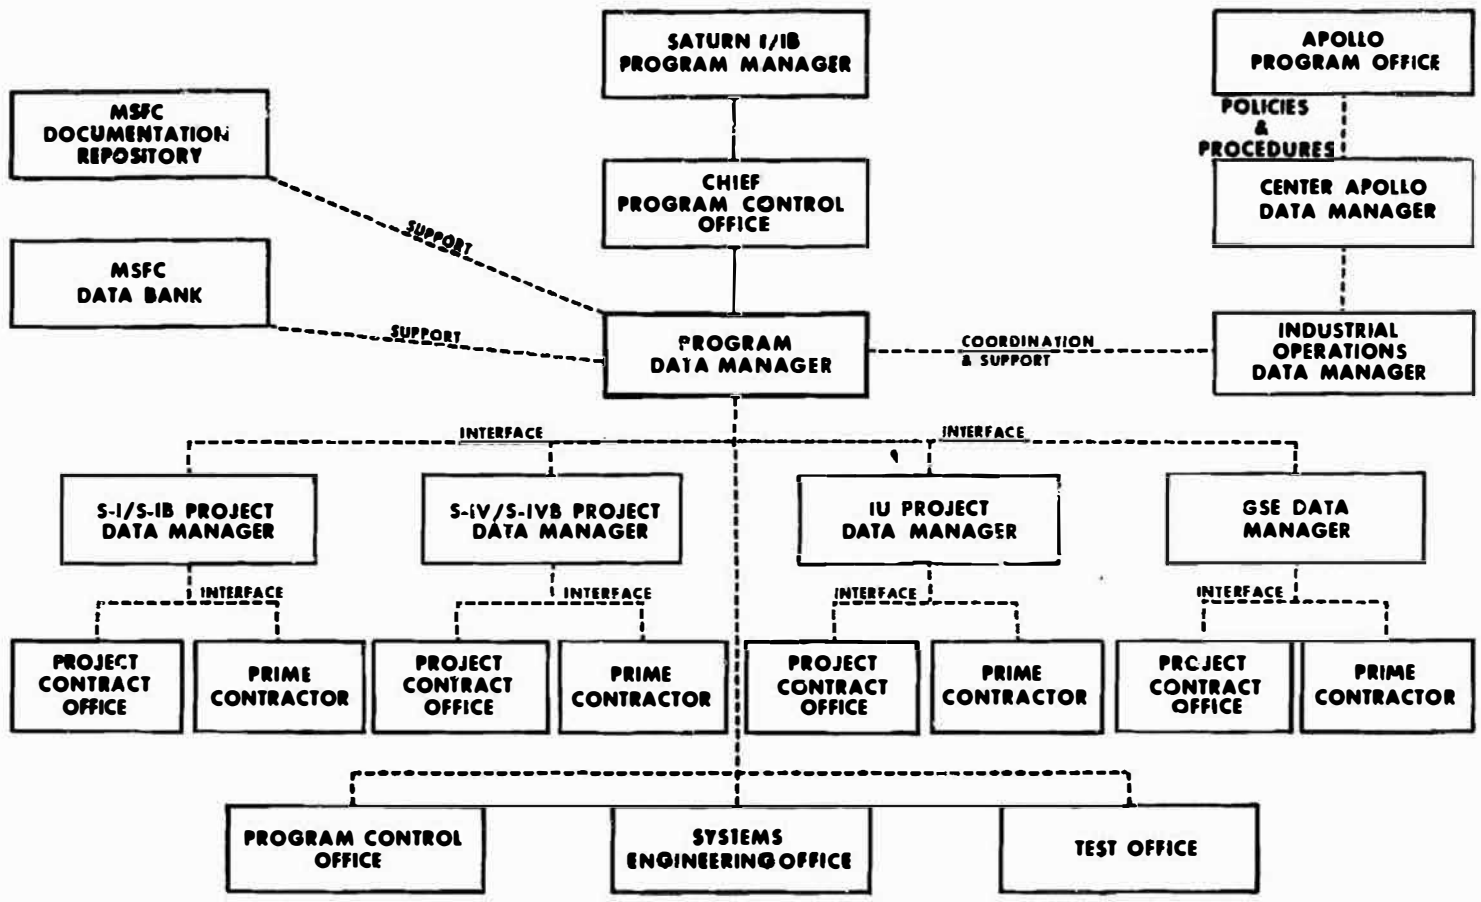 SATURN I/IB
PROGRAM MANAGER
APOLLO
PROGRAM OFFICE
MSFC
DOCUMENTATION
REPOSITORY
POLICIES
&
PROCEDURES
CHIEF
PROGRAM CONTROL
OFFICE
CENTER APOLLO
DATA MANAGER
SUPPORT
MSFC
DATA BANK
SUPPORT
PROGRAM
DATA MANAGER
COORDINATION
& SUPPORT
INDUSTRIAL
OPERATIONS
DATA MANAGER
INTERFACE
INTERFACE
S-I/S-IB PROJECT
DATA MANAGER
S-IV/S-IVB PROJECT
DATA MANAGER
IU PROJECT
DATA MANAGER
GSE DATA
MANAGER
INTERFACE
INTERFACE
INTERFACE
INTERFACE
PROJECT
CONTRACT
OFFICE
PRIME
CONTRACTOR
PROJECT
CONTRACT
OFFICE
PRIME
CONTRACTOR
PROJECT
CONTRACT
OFFICE
PRIME
CONTRACTOR
PROJECT
CONTRACT
OFFICE
PRIME
CONTRACTOR
PROGRAM CONTROL
OFFICE
SYSTEMS
ENGINEERING OFFICE
TEST OFFICE